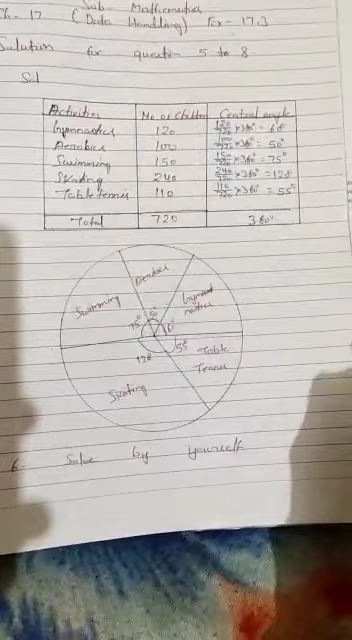 Sub - Mathematics
Ch - 17 (Data Handling) Ex - 17.3
Solution for question 5 to 8
Sol
Activities No. of Children Central angle
Gymnastics 120 120/720 × 360° = 60°
Aerobics 100 100/720 × 360° = 50°
Swimming 150 150/720 × 360° = 75°
Skating 240 240/720 × 360° = 120°
Table tennis 110 110/720 × 360° = 55°
Total 720 360°
Aerobics
Swimming
Gymnastics
75° 50° 60°
120° 55° Table
Tennis
Skating
6. Solve by yourself